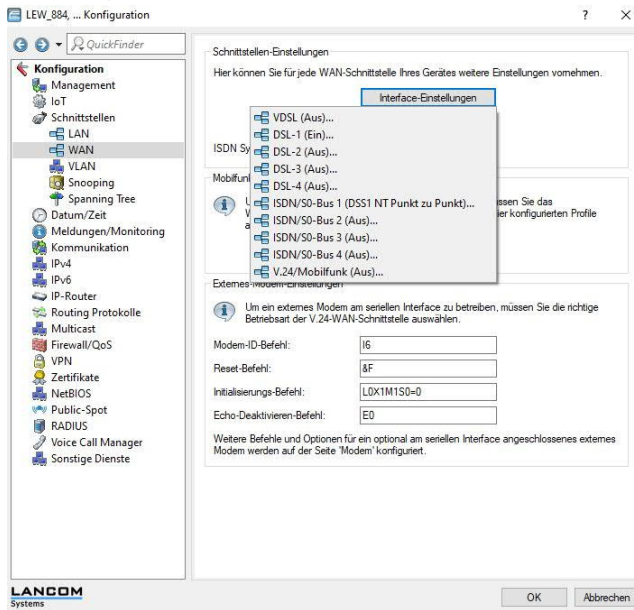 LEW_884, ... Konfiguration
QuickFinder
Konfiguration
Management
IoT
Schnittstellen
LAN
WAN
VLAN
Snooping
Spanning Tree
Datum/Zeit
Meldungen/Monitoring
Kommunikation
IPv4
IPv6
IP-Router
Routing Protokolle
Multicast
Firewall/QoS
VPN
Zertifikate
NetBIOS
Public-Spot
RADIUS
Voice Call Manager
Sonstige Dienste
Schnittstellen-Einstellungen
Hier können Sie für jede WAN-Schnittstelle Ihres Gerätes weitere Einstellungen vornehmen.
Interface-Einstellungen
VDSL (Aus)...
DSL-1 (Ein)...
DSL-2 (Aus)...
DSL-3 (Aus)...
DSL-4 (Aus)...
ISDN/S0-Bus 1 (DSS1 NT Punkt zu Punkt)...
ISDN/S0-Bus 2 (Aus)...
ISDN/S0-Bus 3 (Aus)...
ISDN/S0-Bus 4 (Aus)...
V.24/Mobilfunk (Aus)...
ISDN Sy
ssen Sie das
ier konfigurierten Profile
Externes-Modem-Einstellungen
Um ein externes Modem am seriellen Interface zu betreiben, müssen Sie die richtige
Betriebsart der V.24-WAN-Schnittstelle auswählen.
Modem-ID-Befehl: I6
Reset-Befehl: &F
Initialisierungs-Befehl: L0X1M1S0=0
Echo-Deaktivieren-Befehl: E0
Weitere Befehle und Optionen für ein optional am seriellen Interface angeschlossenes externes
Modem werden auf der Seite 'Modem' konfiguriert.
LANCOM
Systems
OK Abbrechen